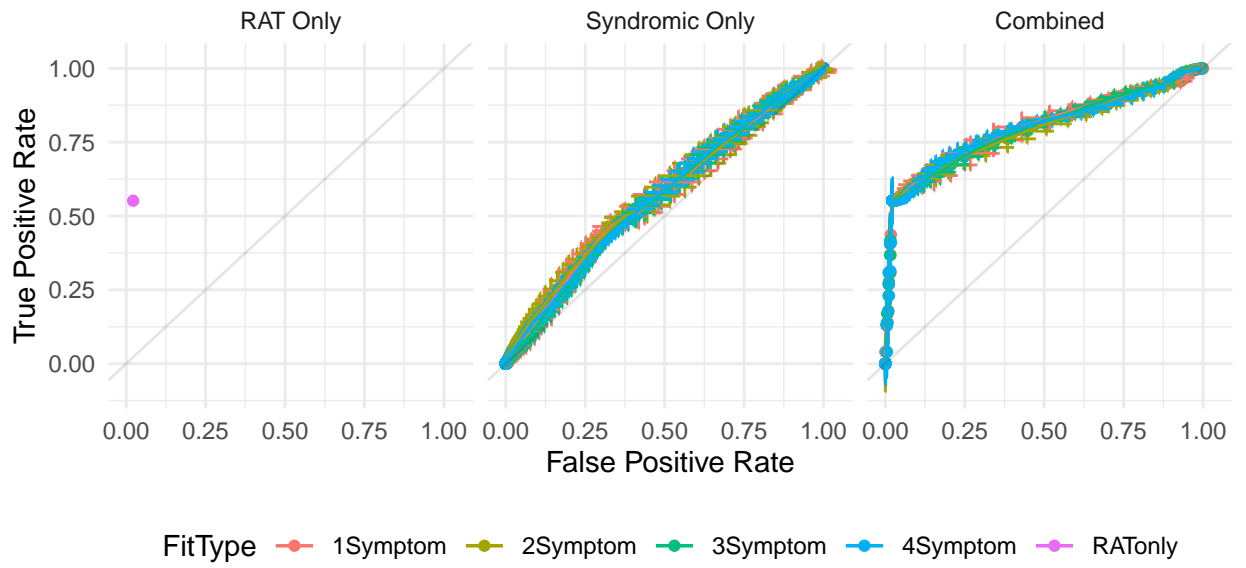 RAT Only Syndromic Only Combined
True Positive Rate
1.00
0.75
0.50
0.25
0.00
0.00 0.25 0.50 0.75 1.00 0.00 0.25 0.50 0.75 1.00 0.00 0.25 0.50 0.75 1.00
False Positive Rate
FitType 1Symptom 2Symptom 3Symptom 4Symptom RATonly